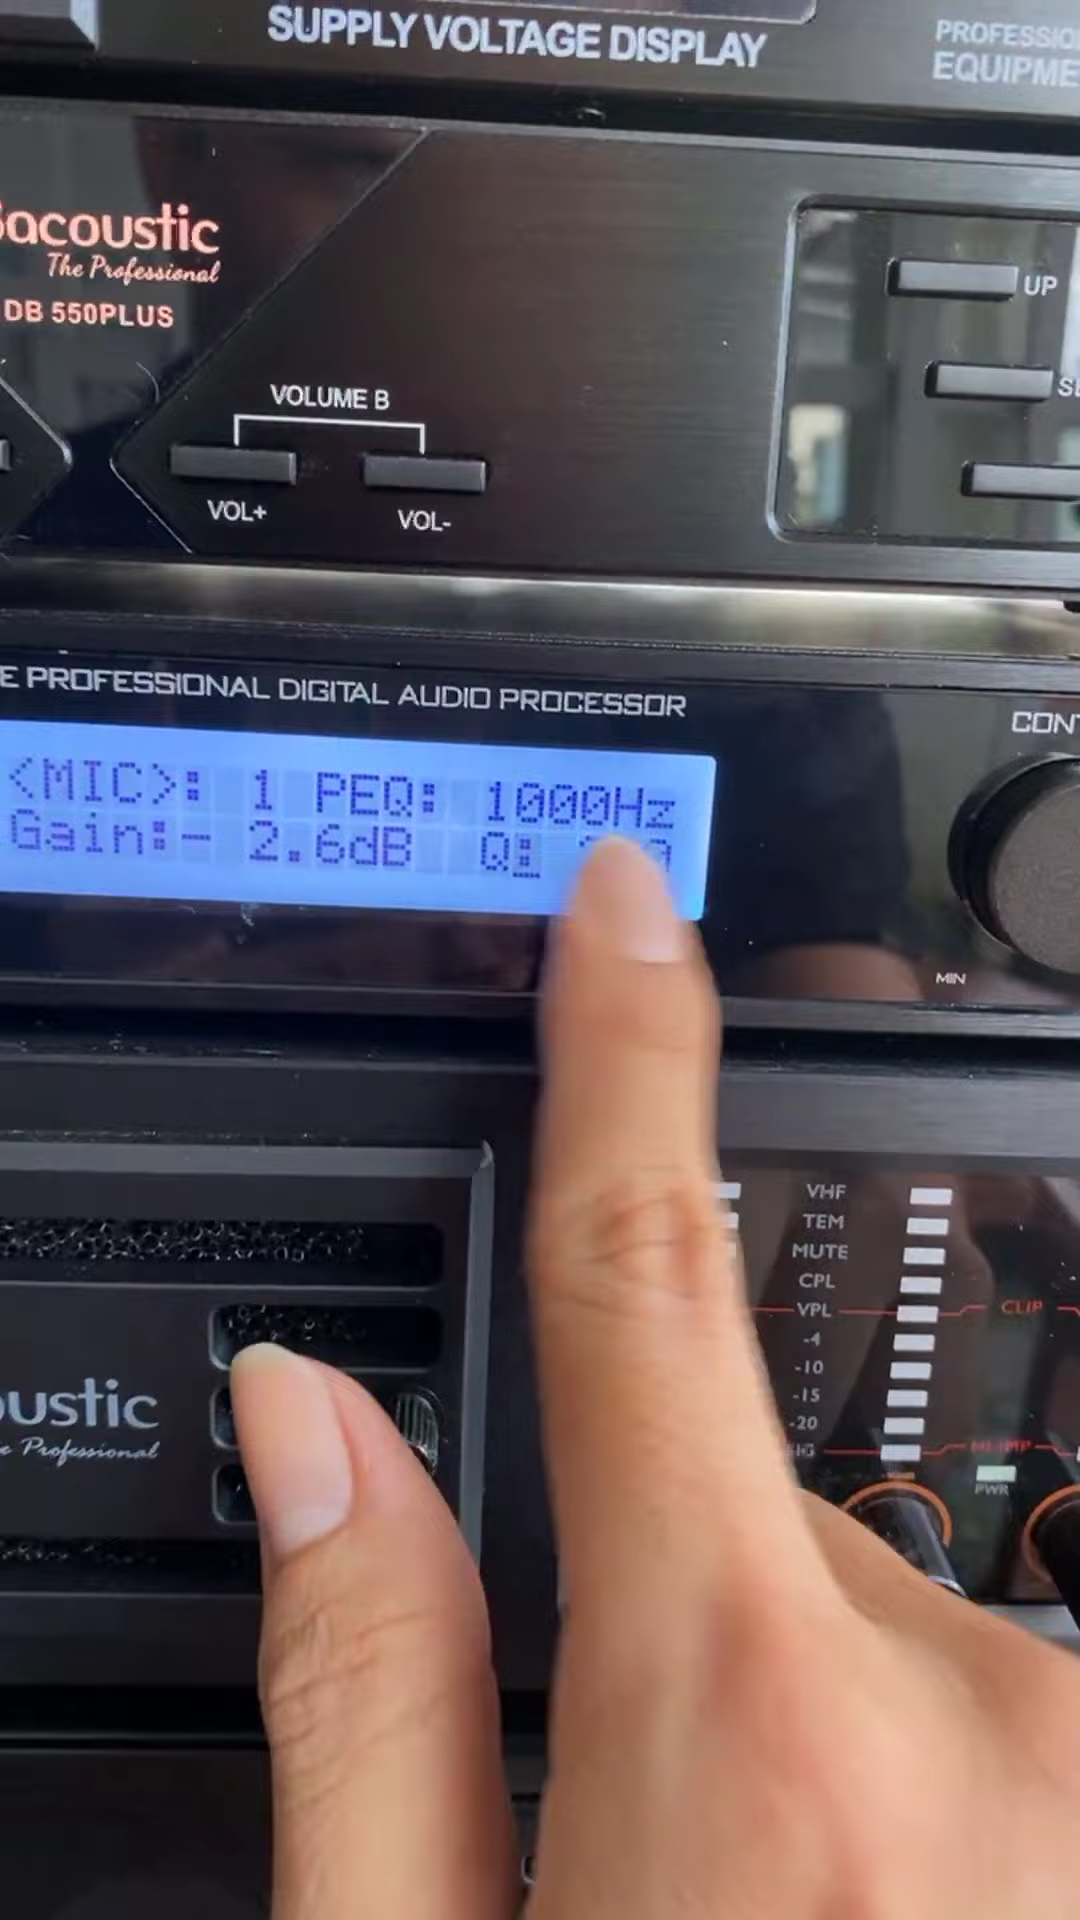 SUPPLY VOLTAGE DISPLAY
EQUIPME
acoustic
The Professional
DB 550PLUS
UP
VOLUME B
VOL+
VOL-
E PROFESSIONAL DIGITAL AUDIO PROCESSOR
CONT
<MIC>: 1 PEQ: 1000Hz
Gain:- 2.6dB Q:
MIN
VHF
TEM
MUTE
CPL
VPL
CLIP
-4
-10
-15
-20
PWR
oustic
e Professional